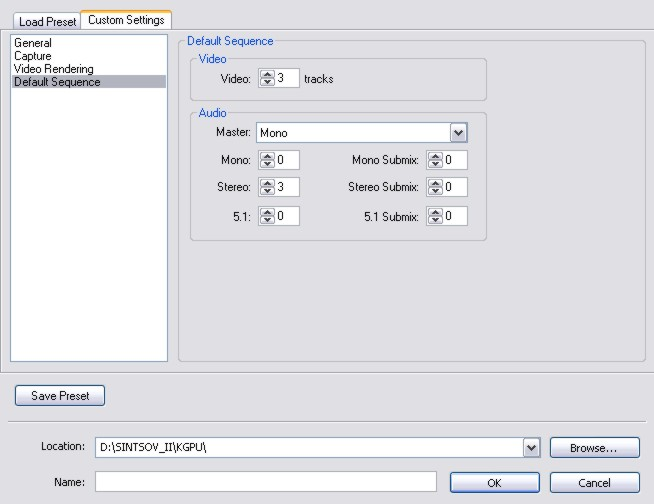 Load Preset Custom Settings
General
Capture
Video Rendering
Default Sequence
Default Sequence
Video
Video: 3 tracks
Audio
Master: Mono
Mono: 0 Mono Submix: 0
Stereo: 3 Stereo Submix: 0
5.1: 0 5.1 Submix: 0
Save Preset
Location: D:\SINTSOV_II\KGPU\ Browse...
Name: OK Cancel